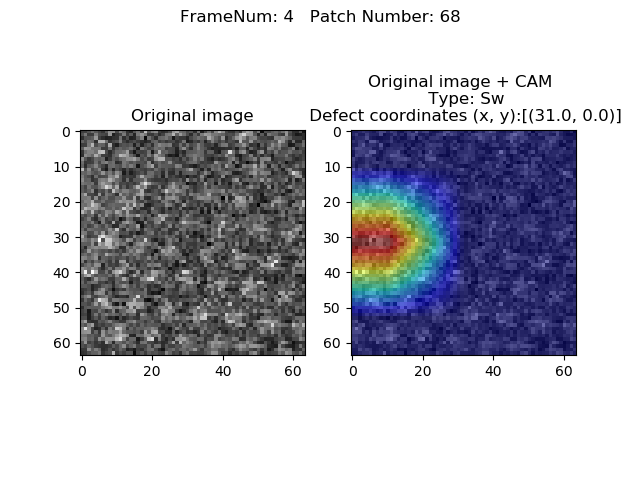 FrameNum: 4   Patch Number: 68
Original image
0
10
20
30
40
50
60
0 20 40 60
Original image + CAM
Type: Sw
Defect coordinates (x, y):[(31.0, 0.0)]
0
10
20
30
40
50
60
0 20 40 60